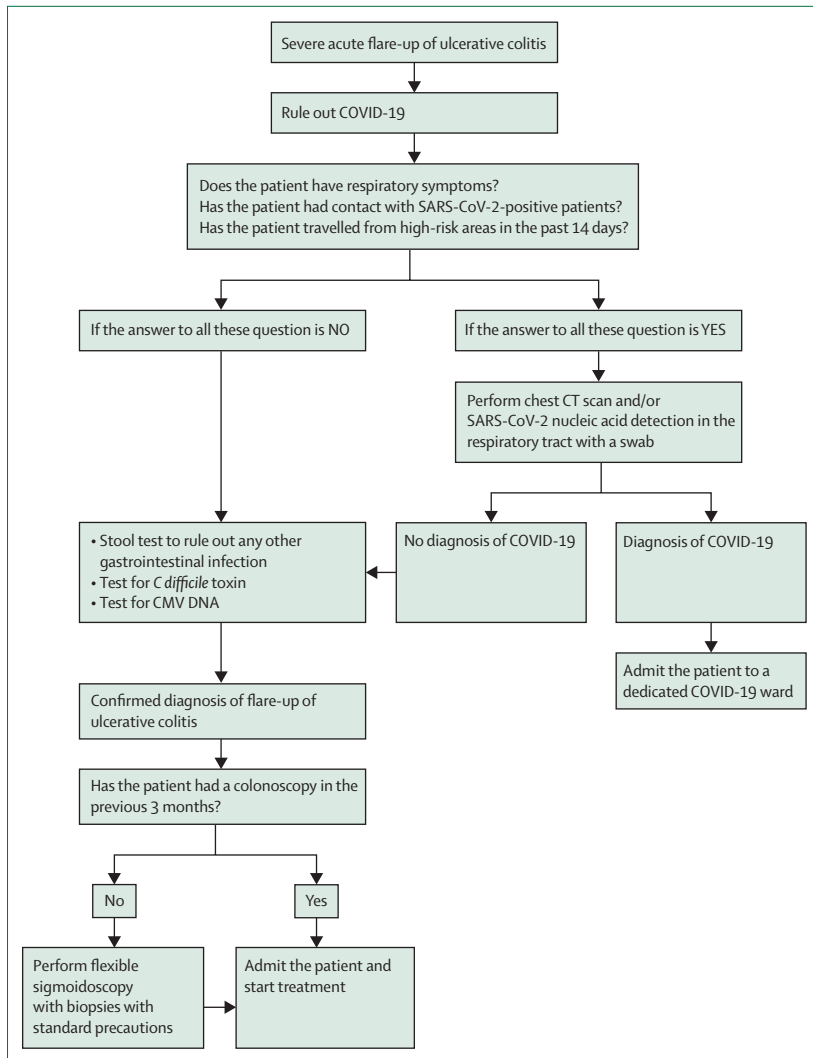 Severe acute flare-up of ulcerative colitis
Rule out COVID-19
Does the patient have respiratory symptoms?
Has the patient had contact with SARS-CoV-2-positive patients?
Has the patient travelled from high-risk areas in the past 14 days?
If the answer to all these question is NO
If the answer to all these question is YES
Perform chest CT scan and/or
SARS-CoV-2 nucleic acid detection in the
respiratory tract with a swab
• Stool test to rule out any other
gastrointestinal infection
• Test for C difficile toxin
• Test for CMV DNA
No diagnosis of COVID-19
Diagnosis of COVID-19
Admit the patient to a
dedicated COVID-19 ward
Confirmed diagnosis of flare-up of
ulcerative colitis
Has the patient had a colonoscopy in the
previous 3 months?
No
Yes
Perform flexible
sigmoidoscopy
with biopsies with
standard precautions
Admit the patient and
start treatment